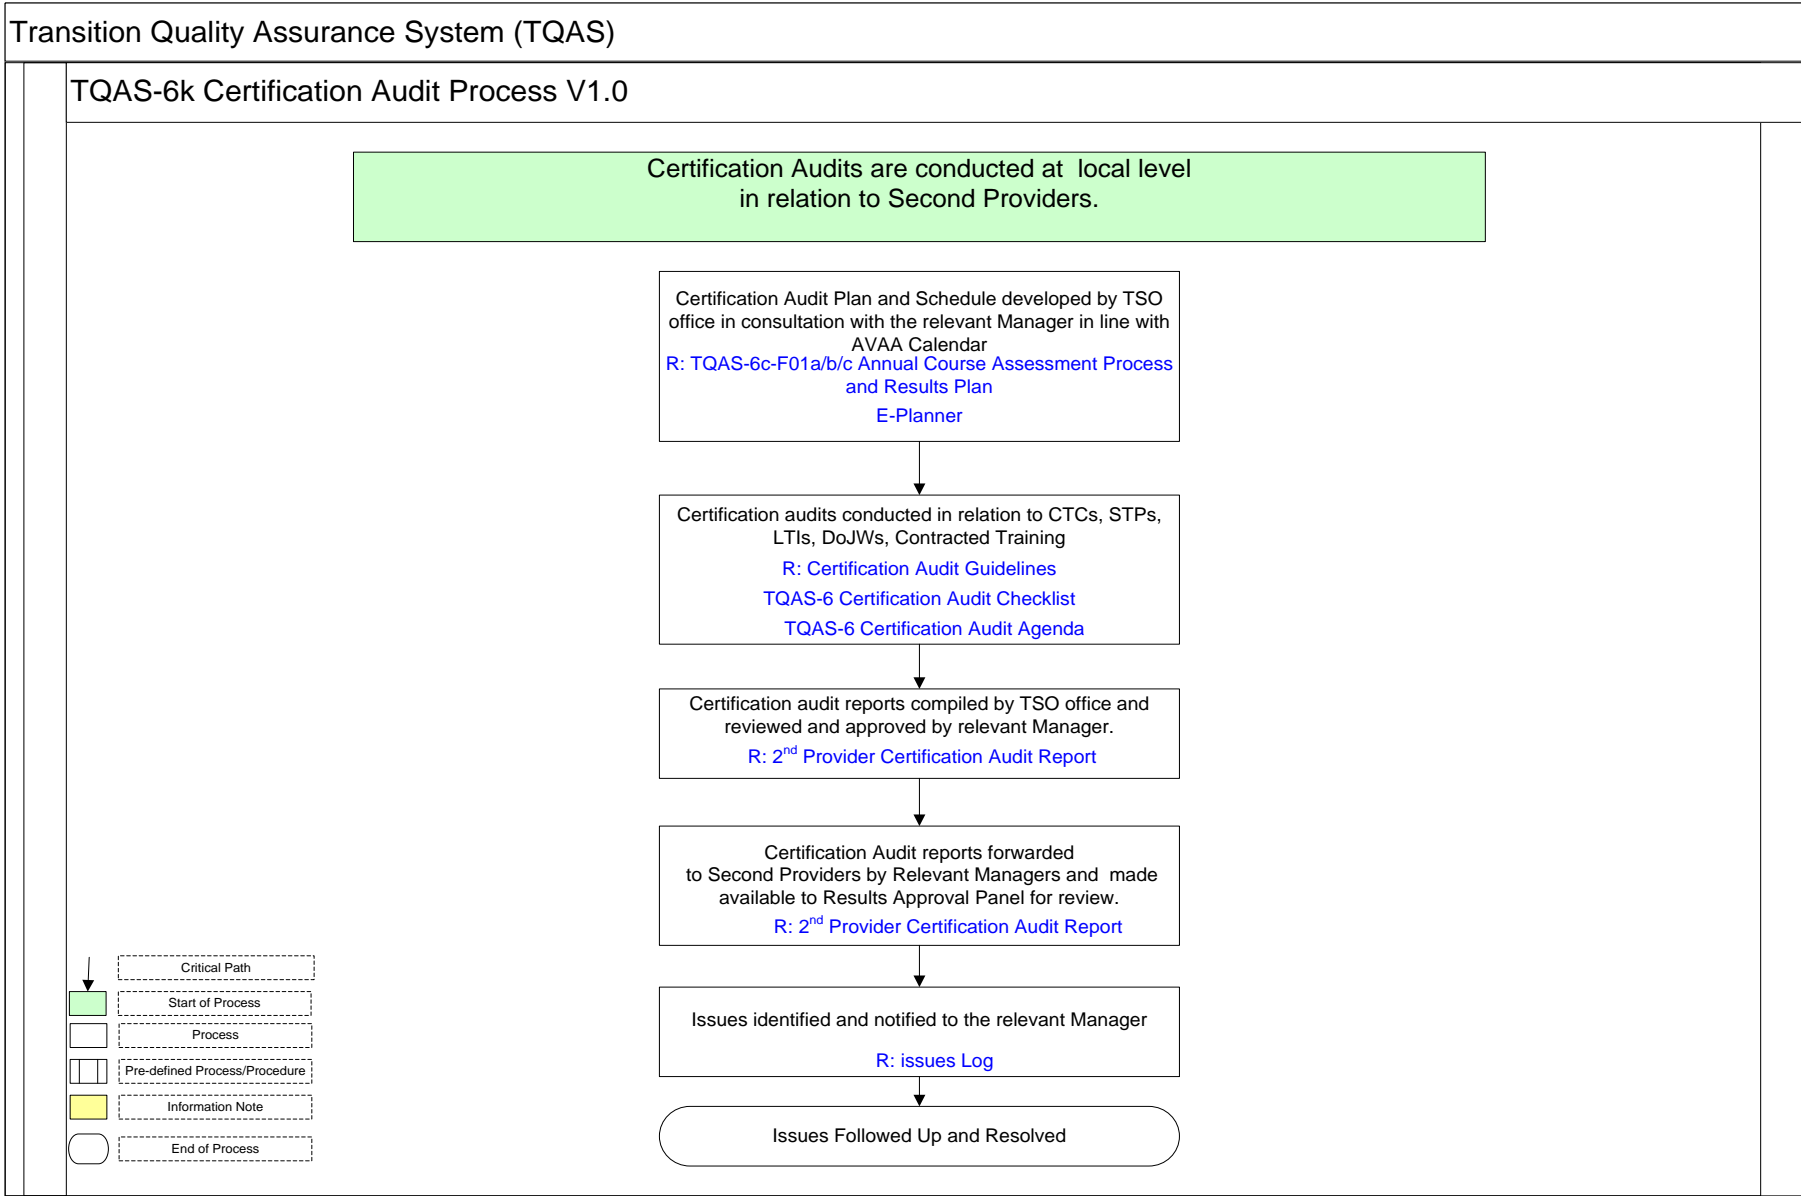 Transition Quality Assurance System (TQAS)
TQAS-6k Certification Audit Process V1.0
Certification Audits are conducted at  local level
in relation to Second Providers.
Certification Audit Plan and Schedule developed by TSO
office in consultation with the relevant Manager in line with
AVAA Calendar
R: TQAS-6c-F01a/b/c Annual Course Assessment Process
and Results Plan
E-Planner
Certification audits conducted in relation to CTCs, STPs,
LTIs, DoJWs, Contracted Training
R: Certification Audit Guidelines
TQAS-6 Certification Audit Checklist
TQAS-6 Certification Audit Agenda
Certification audit reports compiled by TSO office and
reviewed and approved by relevant Manager.
R: 2nd Provider Certification Audit Report
Certification Audit reports forwarded
to Second Providers by Relevant Managers and  made
available to Results Approval Panel for review.
R: 2nd Provider Certification Audit Report
Issues identified and notified to the relevant Manager
R: issues Log
Issues Followed Up and Resolved
Critical Path
Start of Process
Process
Pre-defined Process/Procedure
Information Note
End of Process